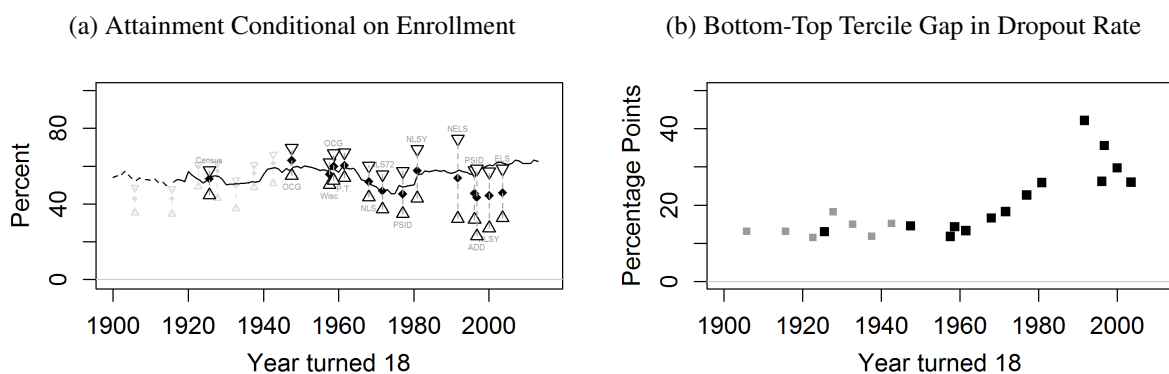 (a) Attainment Conditional on Enrollment
Percent
80
40
0
Census
OCG
OCG
Wisc
P.T.
NLS
LS72
PSID
NLSY
NELS
PSID
ADD
NLSY
ELS
1900 1920 1940 1960 1980 2000
Year turned 18
(b) Bottom-Top Tercile Gap in Dropout Rate
Percentage Points
40
20
0
1900 1920 1940 1960 1980 2000
Year turned 18